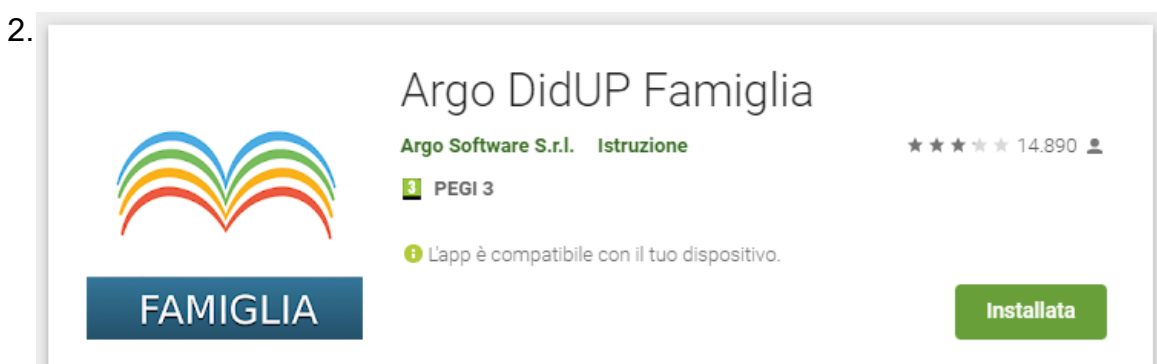 2.
Argo DidUP Famiglia
Argo Software S.r.l. Istruzione 14.890
3 PEGI 3
L'app è compatibile con il tuo dispositivo.
FAMIGLIA
Installata